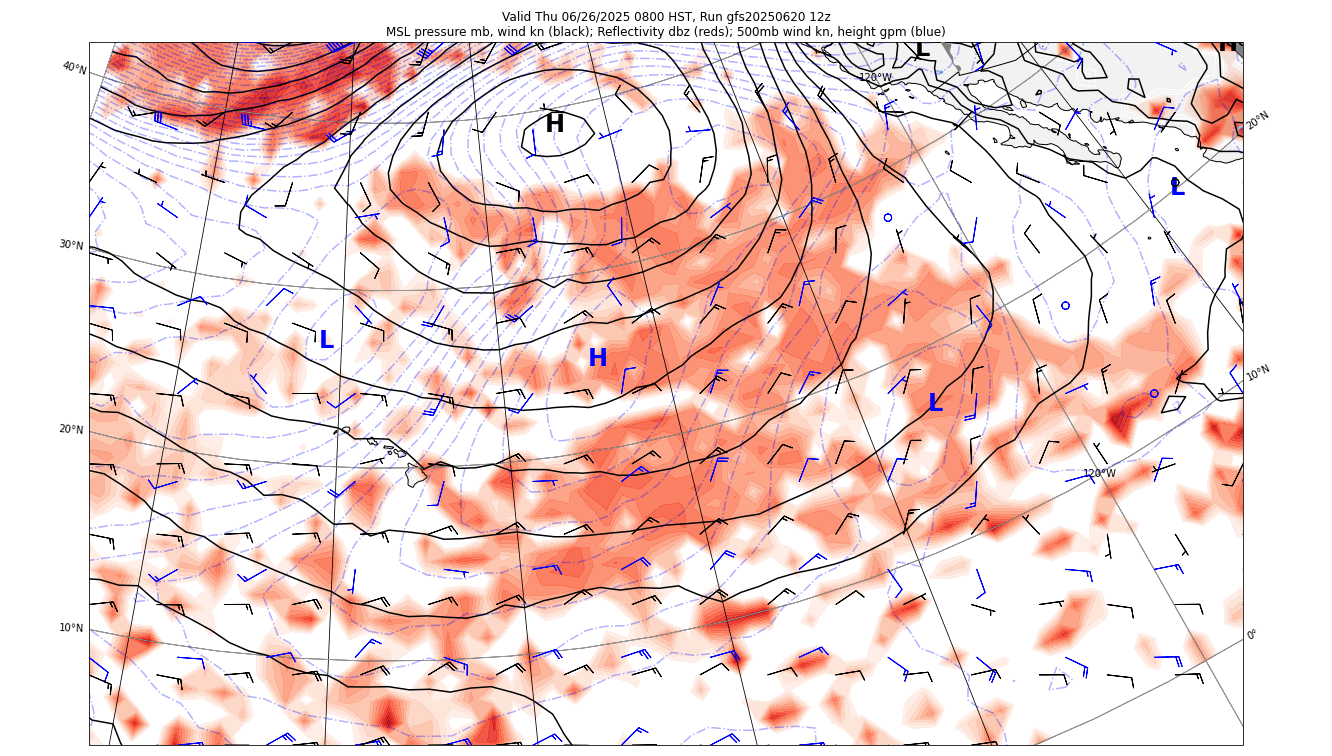 Valid Thu 06/26/2025 0800 HST, Run gfs20250620 12z
MSL pressure mb, wind kn (black); Reflectivity dbz (reds); 500mb wind kn, height gpm (blue)
L
H
40°N
120°W
H
20°N
L
30°N
L
H
10°N
L
20°N
120°W
10°N
0°